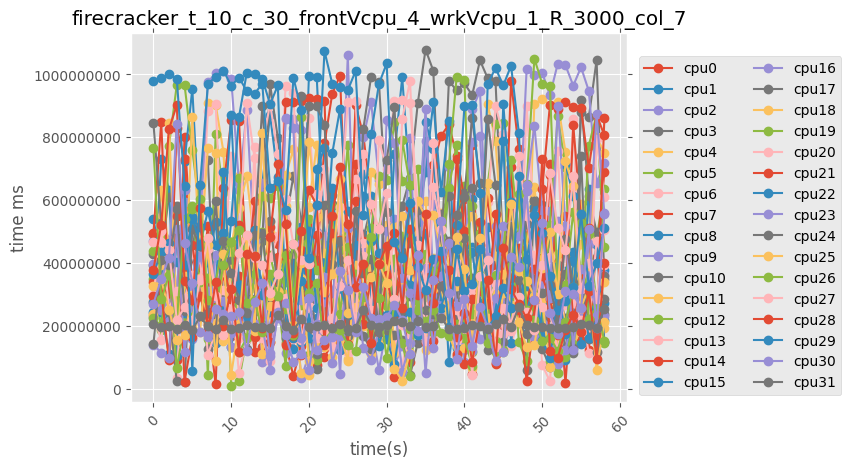 firecracker_t_10_c_30_frontVcpu_4_wrkVcpu_1_R_3000_col_7
time ms
1000000000
800000000
600000000
400000000
200000000
0
0
10
20
30
40
50
60
time(s)
cpu0
cpu1
cpu2
cpu3
cpu4
cpu5
cpu6
cpu7
cpu8
cpu9
cpu10
cpu11
cpu12
cpu13
cpu14
cpu15
cpu16
cpu17
cpu18
cpu19
cpu20
cpu21
cpu22
cpu23
cpu24
cpu25
cpu26
cpu27
cpu28
cpu29
cpu30
cpu31